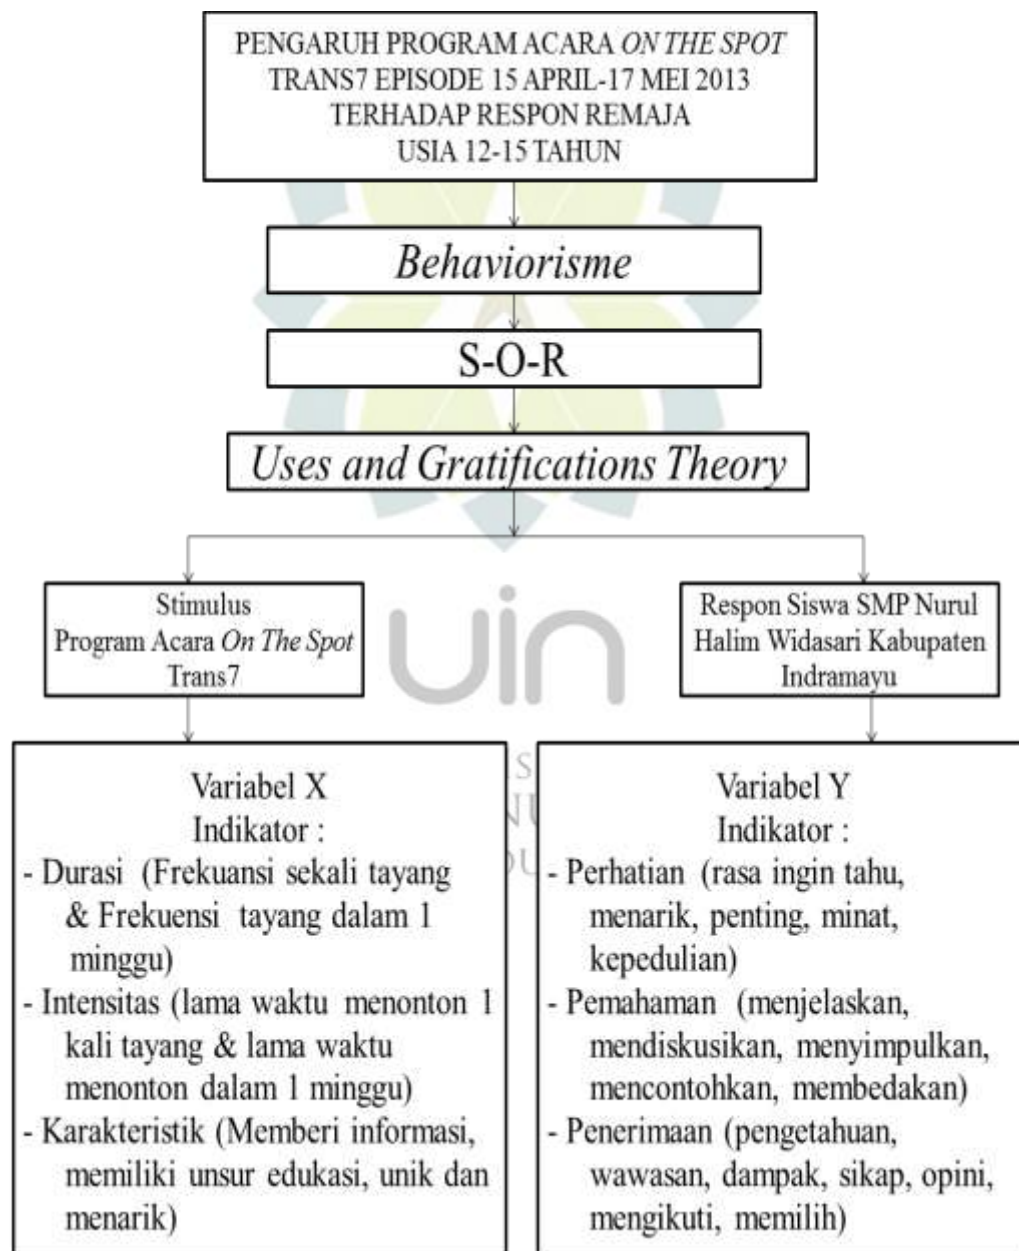 PENGARUH PROGRAM ACARA ON THE SPOT
TRANS7 EPISODE 15 APRIL-17 MEI 2013
TERHADAP RESPON REMAJA
USIA 12-15 TAHUN
Behaviorisme
S-O-R
Uses and Gratifications Theory
Stimulus
Program Acara On The Spot
Trans7
Respon Siswa SMP Nurul
Halim Widasari Kabupaten
Indramayu
uin
Variabel X
Indikator :
- Durasi (Frekuansi sekali tayang
& Frekuensi tayang dalam 1
minggu)
- Intensitas (lama waktu menonton 1
kali tayang & lama waktu
menonton dalam 1 minggu)
- Karakteristik (Memberi informasi,
memiliki unsur edukasi, unik dan
menarik)
Variabel Y
Indikator :
- Perhatian (rasa ingin tahu,
menarik, penting, minat,
kepedulian)
- Pemahaman (menjelaskan,
mendiskusikan, menyimpulkan,
mencontohkan, membedakan)
- Penerimaan (pengetahuan,
wawasan, dampak, sikap, opini,
mengikuti, memilih)